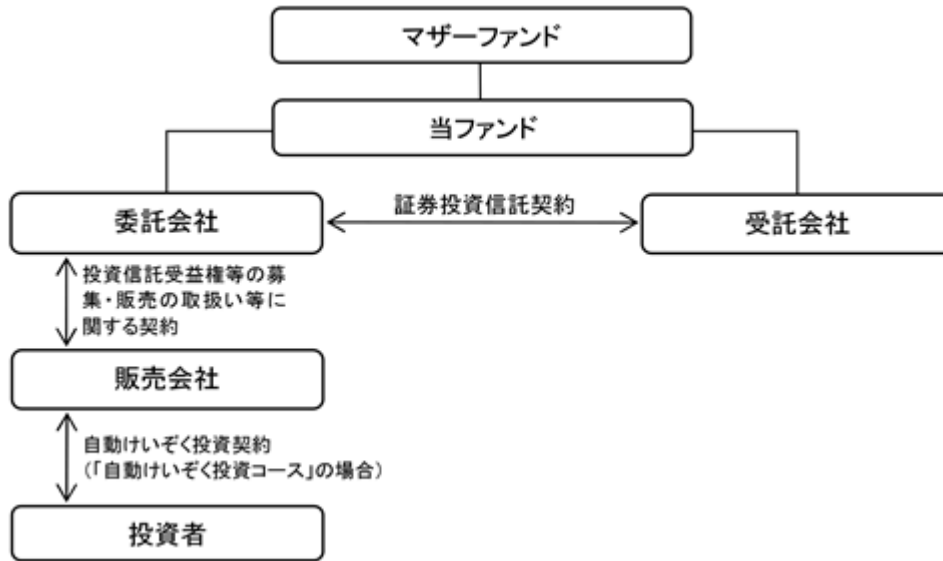 マザーファンド
当ファンド
委託会社
証券投資信託契約
受託会社
投資信託受益権等の募
集・販売の取扱い等に
関する契約
販売会社
自動けいぞく投資契約
(「自動けいぞく投資コース」の場合)
投資者